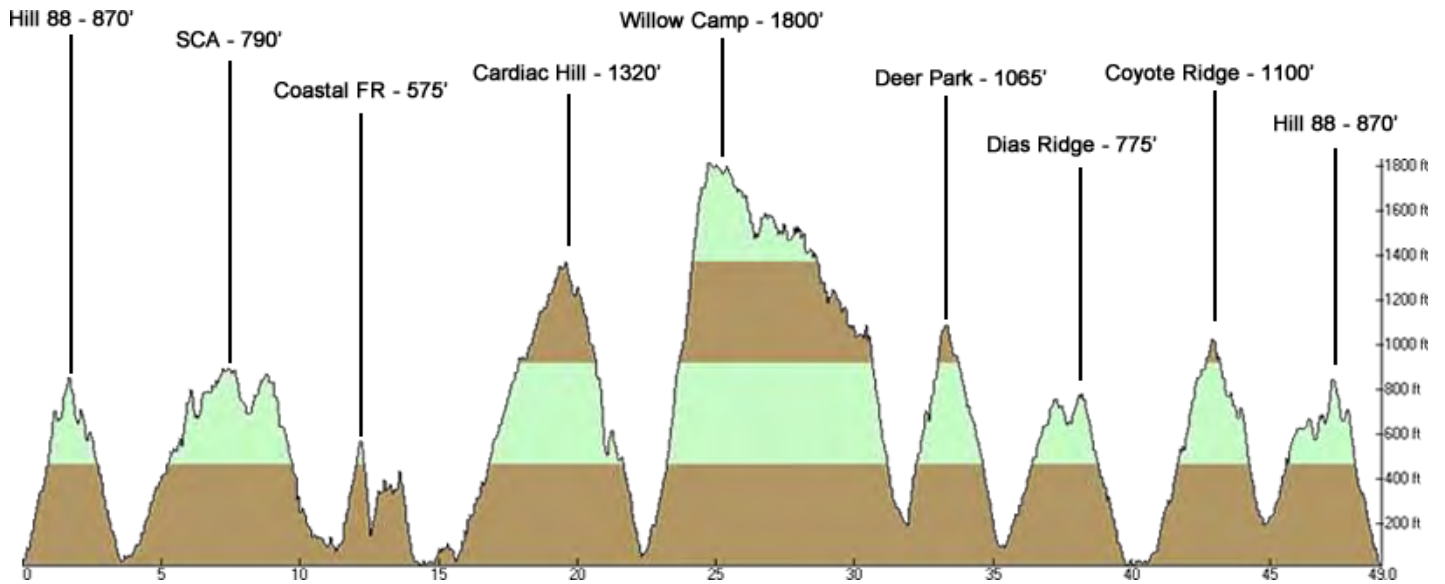 Hill 88 - 870'
SCA - 790'
Coastal FR - 575'
Cardiac Hill - 1320'
Willow Camp - 1800'
Deer Park - 1065'
Dias Ridge - 775'
Coyote Ridge - 1100'
Hill 88 - 870'
1800 ft
1600 ft
1400 ft
1200 ft
1000 ft
800 ft
600 ft
400 ft
200 ft
0 5 10 15 20 25 30 35 40 45 49.0